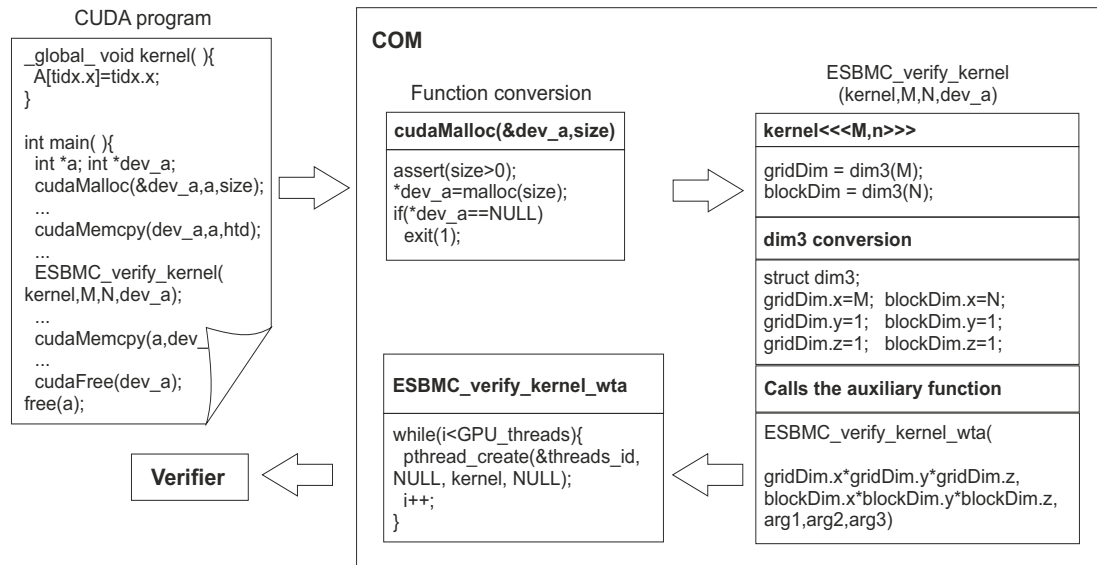 CUDA program
_global_ void kernel( ){
A[tidx.x]=tidx.x;
}
int main( ){
int *a; int *dev_a;
cudaMalloc(&dev_a,a,size);
...
cudaMemcpy(dev_a,a,htd);
...
ESBMC_verify_kernel(
kernel,M,N,dev_a);
...
cudaMemcpy(a,dev_
...
cudaFree(dev_a);
free(a);
COM
Function conversion
cudaMalloc(&dev_a,size)
assert(size>0);
*dev_a=malloc(size);
if(*dev_a==NULL)
exit(1);
ESBMC_verify_kernel
(kernel,M,N,dev_a)
kernel<<<M,n>>>
gridDim = dim3(M);
blockDim = dim3(N);
dim3 conversion
struct dim3;
gridDim.x=M; blockDim.x=N;
gridDim.y=1; blockDim.y=1;
gridDim.z=1; blockDim.z=1;
Calls the auxiliary function
ESBMC_verify_kernel_wta(
gridDim.x*gridDim.y*gridDim.z,
blockDim.x*blockDim.y*blockDim.z,
arg1,arg2,arg3)
ESBMC_verify_kernel_wta
while(i<GPU_threads){
pthread_create(&threads_id,
NULL, kernel, NULL);
i++;
}
Verifier